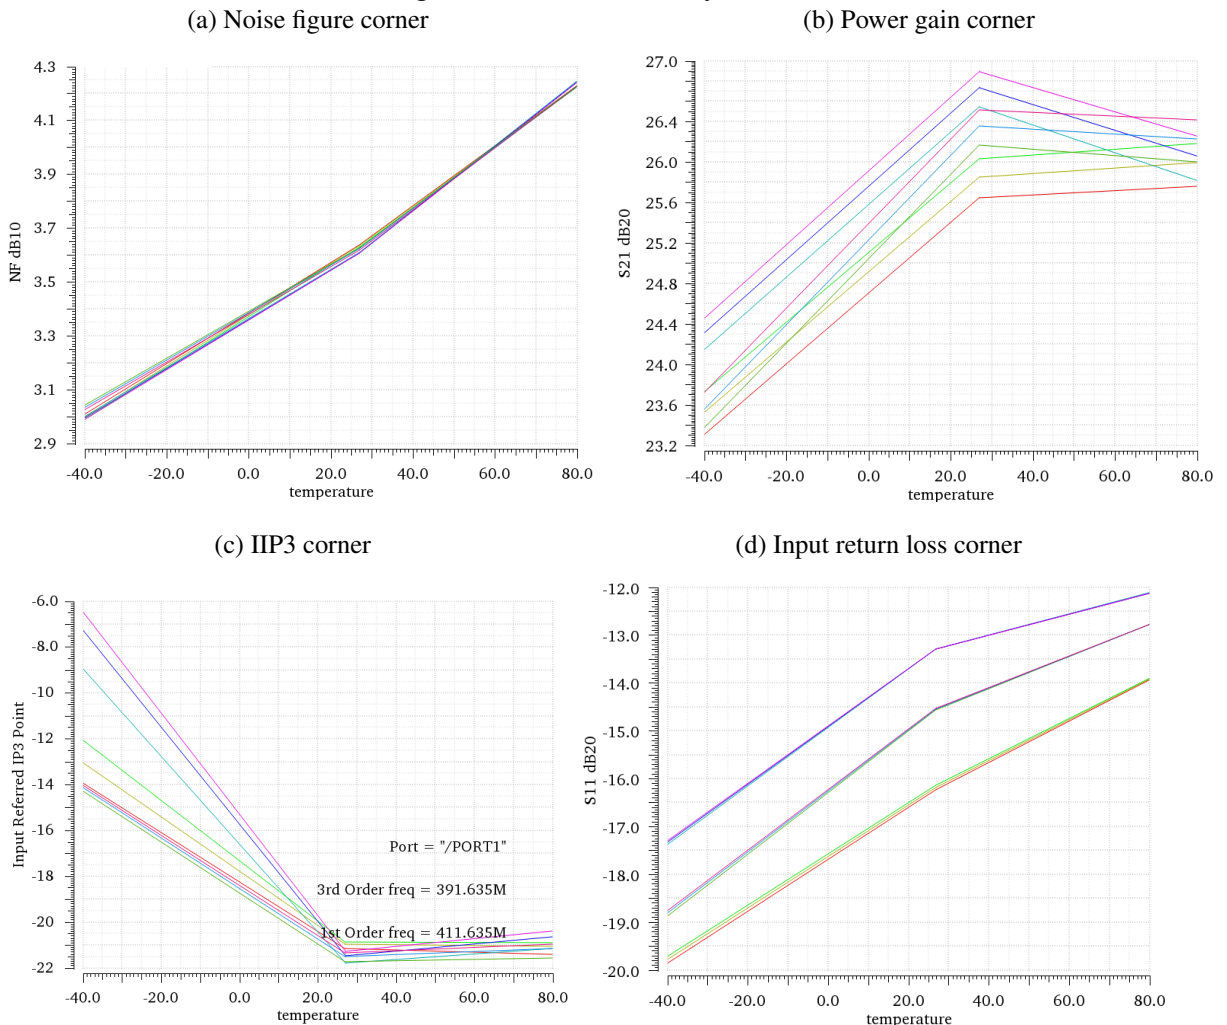 (a) Noise figure corner
(b) Power gain corner
4.3
4.1
3.9
3.7
3.5
3.3
3.1
2.9
NF dB10
-40.0 -20.0 0.0 20.0 40.0 60.0 80.0
temperature
27.0
26.4
26.0
25.6
25.2
24.8
24.4
24.0
23.6
23.2
S21 dB20
-40.0 -20.0 0.0 20.0 40.0 60.0 80.0
temperature
(c) IIP3 corner
(d) Input return loss corner
-6.0
-8.0
-10
-12
-14
-16
-18
-20
-22
Input Referred IP3 Point
Port = "/PORT1"
3rd Order freq = 391.635M
1st Order freq = 411.635M
-40.0 -20.0 0.0 20.0 40.0 60.0 80.0
temperature
-12.0
-13.0
-14.0
-15.0
-16.0
-17.0
-18.0
-19.0
-20.0
S11 dB20
-40.0 -20.0 0.0 20.0 40.0 60.0 80.0
temperature